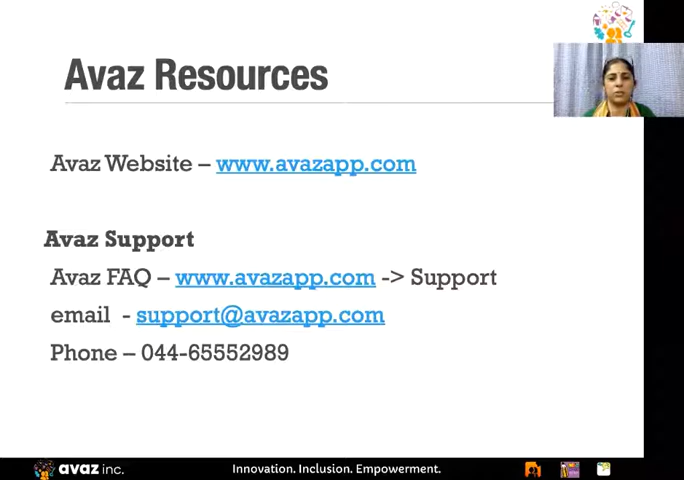 Avaz Resources
Avaz Website – www.avazapp.com
Avaz Support
Avaz FAQ – www.avazapp.com -> Support
email - support@avazapp.com
Phone – 044-65552989
avaz inc.
Innovation. Inclusion. Empowerment.